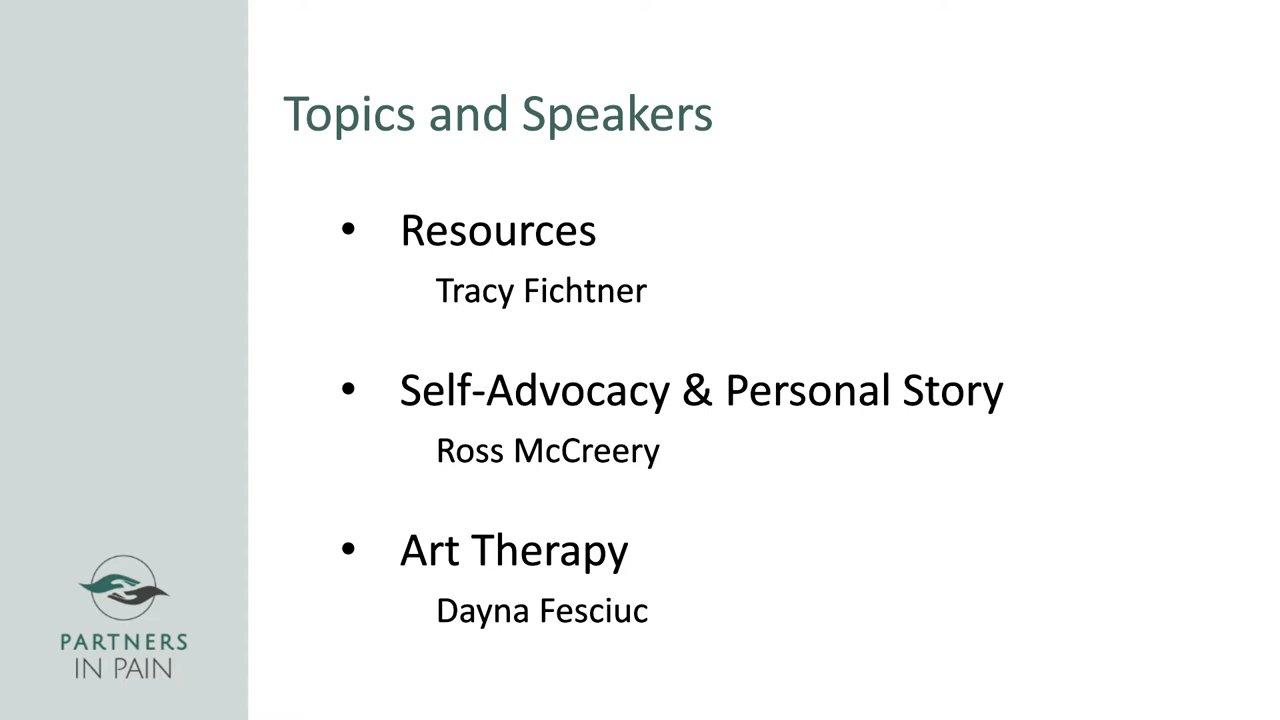 Topics and Speakers
• Resources
Tracy Fichtner
• Self-Advocacy & Personal Story
Ross McCreery
• Art Therapy
Dayna Fesciuc
PARTNERS
IN PAIN